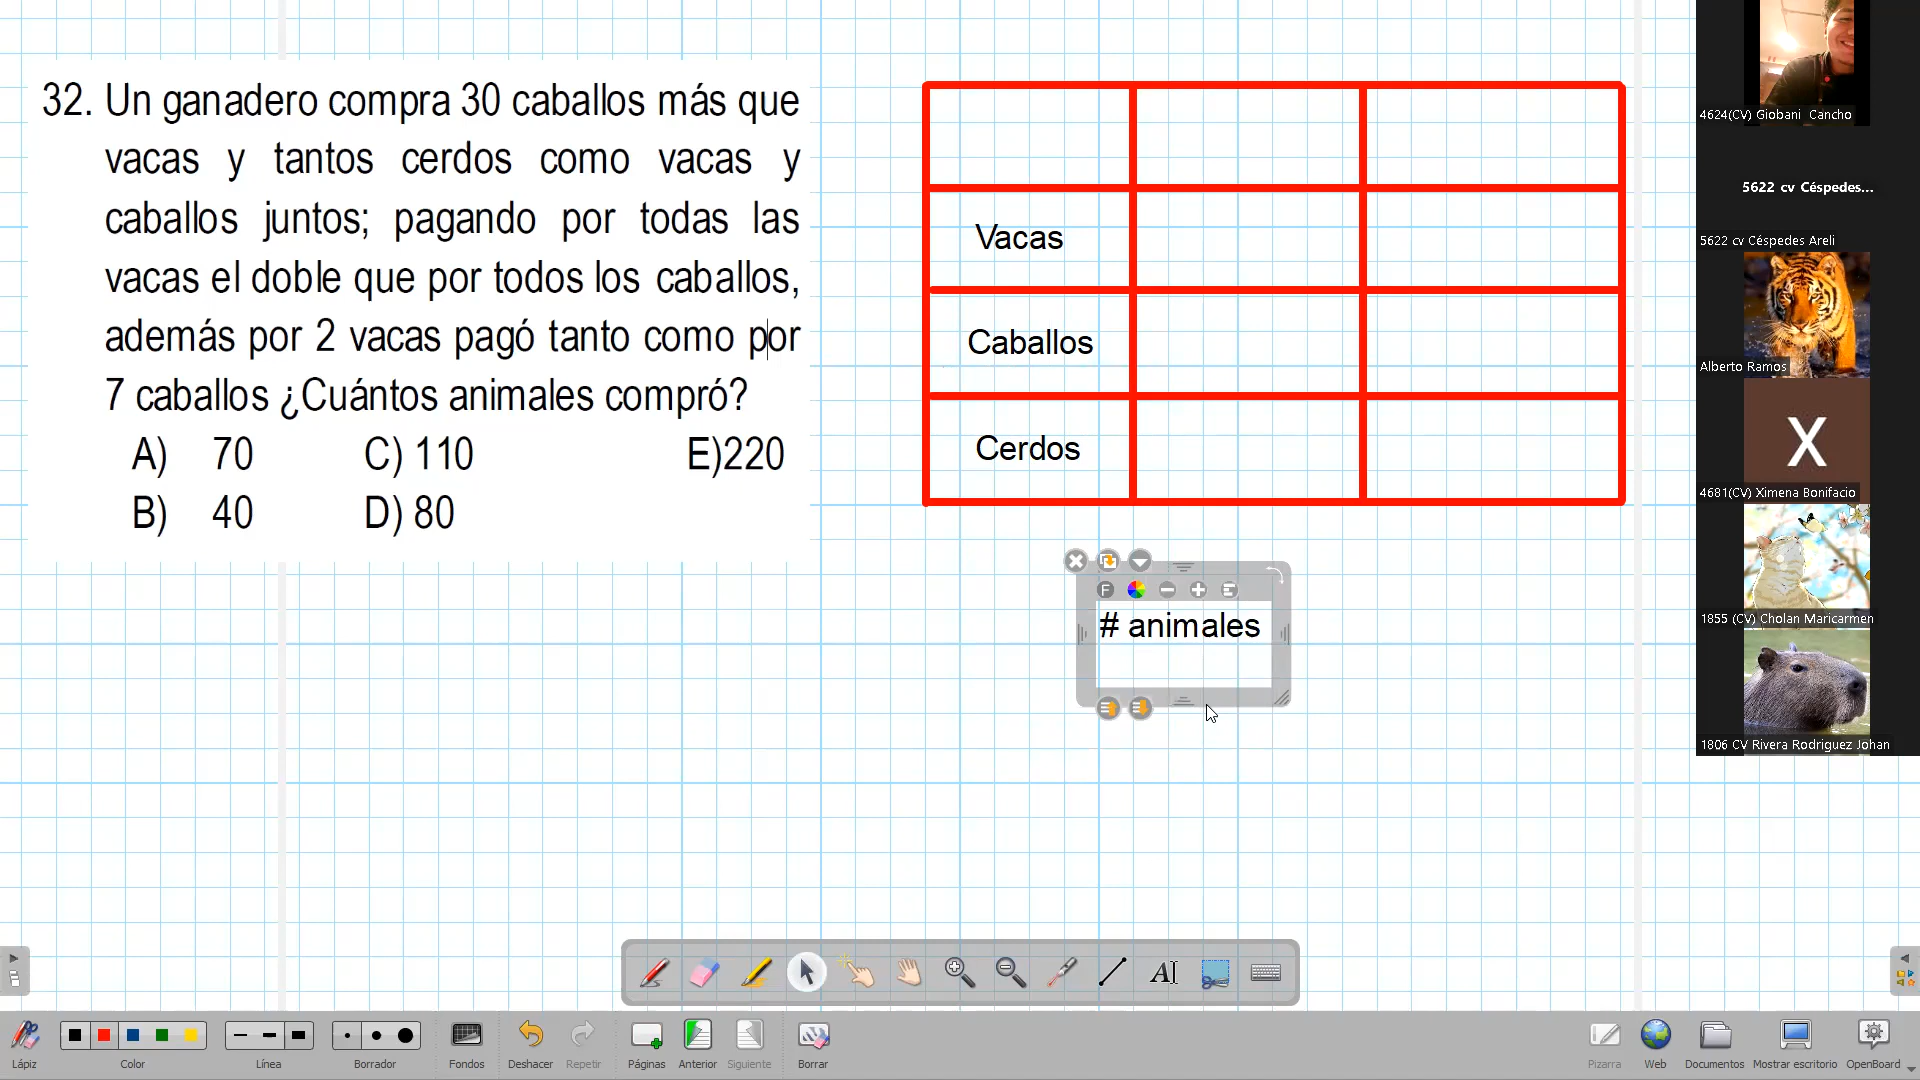 32. Un ganadero compra 30 caballos más que
vacas y tantos cerdos como vacas y
caballos juntos; pagando por todas las
vacas el doble que por todos los caballos,
además por 2 vacas pagó tanto como por
7 caballos ¿Cuántos animales compró?
A) 70 C) 110 E)220
B) 40 D) 80
Vacas
Caballos
Cerdos
F
# animales
4624(CV) Giobani Cancho
5622 cv Céspedes...
5622 cv Céspedes Areli
Alberto Ramos
X
4681(CV) Ximena Bonifacio
1855 (CV) Cholan Maricarmen
1806 CV Rivera Rodriguez Johan
AI
Lápiz Color Línea Borrador Fondos Deshacer Repetir Páginas Anterior Siguiente Borrar Pizarra Web Documentos Mostrar escritorio OpenBoard